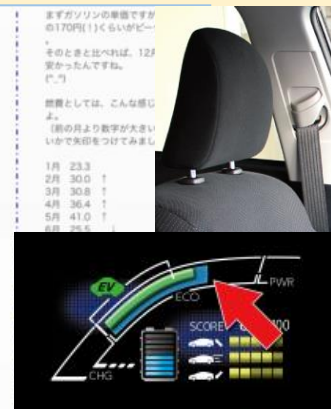 まずガソリンの単価ですが
の170円(！)くらいがピー
。
そのときと比べれば、12月
安かったんですね。
(^_^)
燃費としては、こんな感じ
よ。
（前の月より数字が大きい
いかで矢印をつけてみまし
1月 23.3
2月 30.0 ↑
3月 30.8 ↑
4月 36.4 ↑
5月 41.0 ↑
6月 25.5 ↓
EV
ECO
PWR
CHG
SCORE
100